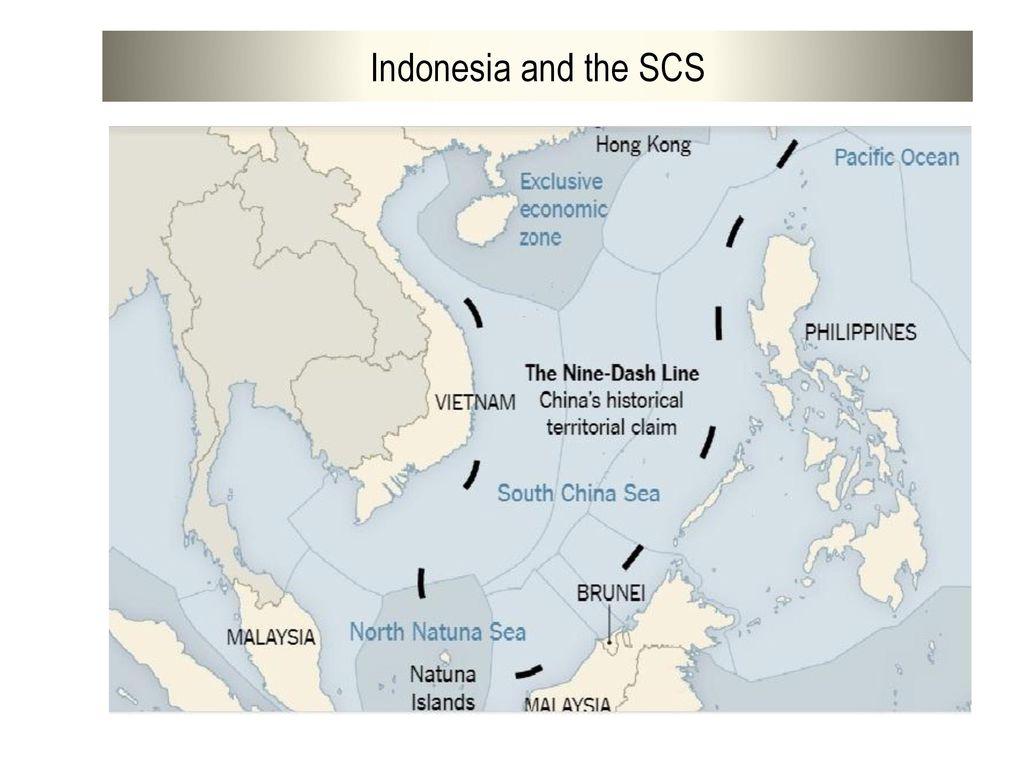 Indonesia and the SCS
Hong Kong
Pacific Ocean
Exclusive
economic
zone
PHILIPPINES
The Nine-Dash Line
China's historical
territorial claim
VIETNAM
South China Sea
BRUNEI
North Natuna Sea
MALAYSIA
Natuna
Islands
MALAYSIA